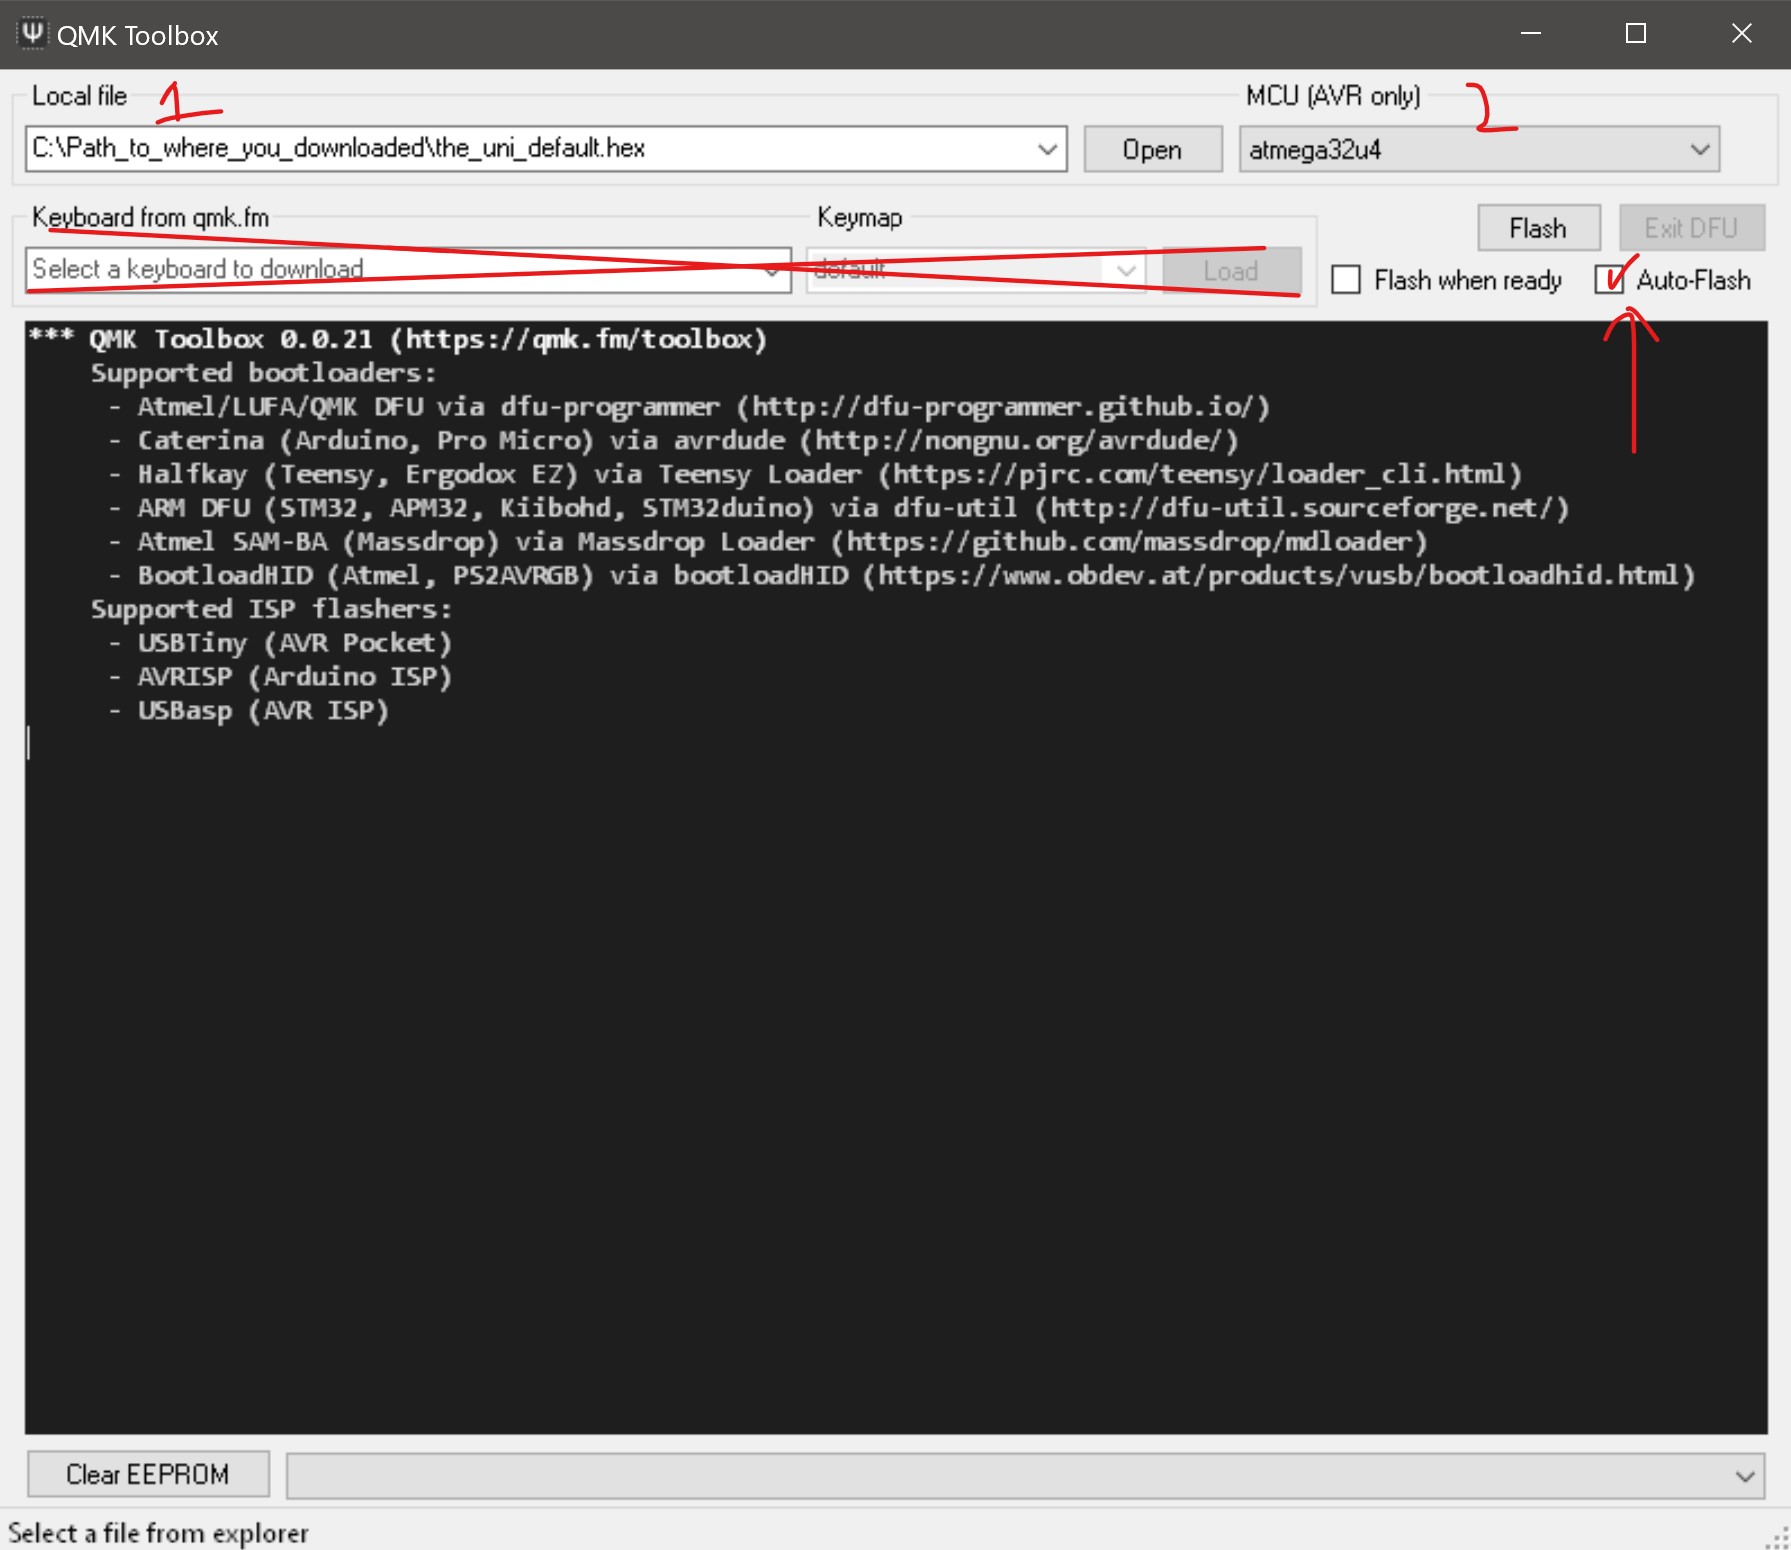 QMK Toolbox
Local file 1
MCU (AVR only) 2
C:\Path_to_where_you_downloaded\the_uni_default.hex
Open
atmega32u4
Keyboard from qmk.fm
Keymap
Flash
Exit DFU
Select a keyboard to download
default
Load
Flash when ready
Auto-Flash
*** QMK Toolbox 0.0.21 (https://qmk.fm/toolbox)
Supported bootloaders:
- Atmel/LUFA/QMK DFU via dfu-programmer (http://dfu-programmer.github.io/)
- Caterina (Arduino, Pro Micro) via avrdude (http://nongnu.org/avrdude/)
- Halfkay (Teensy, Ergodox EZ) via Teensy Loader (https://pjrc.com/teensy/loader_cli.html)
- ARM DFU (STM32, APM32, Kiibohd, STM32duino) via dfu-util (http://dfu-util.sourceforge.net/)
- Atmel SAM-BA (Massdrop) via Massdrop Loader (https://github.com/massdrop/mdloader)
- BootloadHID (Atmel, PS2AVRGB) via bootloadHID (https://www.obdev.at/products/vusb/bootloadhid.html)
Supported ISP flashers:
- USBTiny (AVR Pocket)
- AVRISP (Arduino ISP)
- USBasp (AVR ISP)
Clear EEPROM
Select a file from explorer